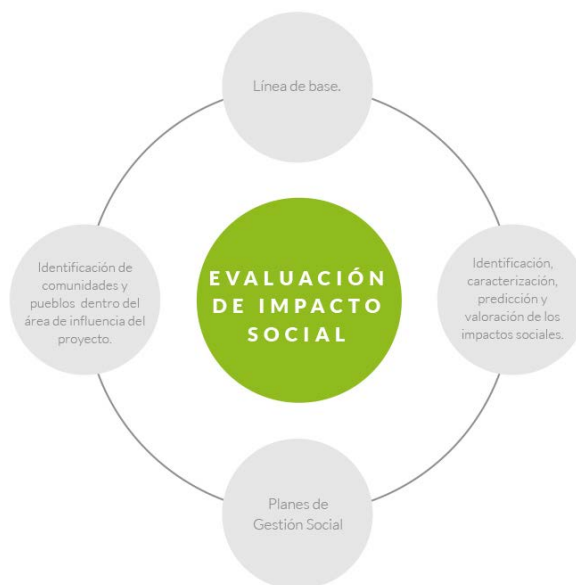 Línea de base.
Identificación de
comunidades y
pueblos dentro del
área de influencia del
proyecto.
EVALUACIÓN
DE IMPACTO
SOCIAL
Identificación,
caracterización,
predicción y
valoración de los
impactos sociales.
Planes de
Gestión Social